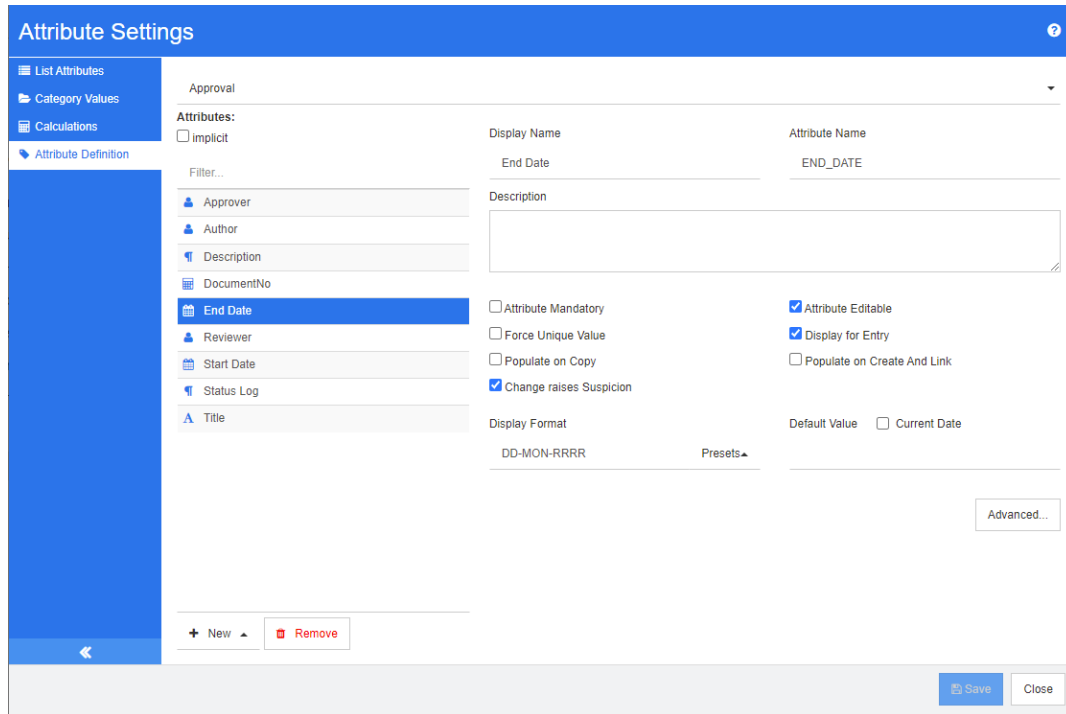 Attribute Settings
List Attributes
Category Values
Calculations
Attribute Definition
Approval
Attributes:
implicit
Filter...
Approver
Author
Description
DocumentNo
End Date
Reviewer
Start Date
Status Log
Title
New
Remove
Display Name
Attribute Name
End Date
END_DATE
Description
Attribute Mandatory
Attribute Editable
Force Unique Value
Display for Entry
Populate on Copy
Populate on Create And Link
Change raises Suspicion
Display Format
Default Value
Current Date
DD-MON-RRRR
Presets
Advanced...
Save
Close